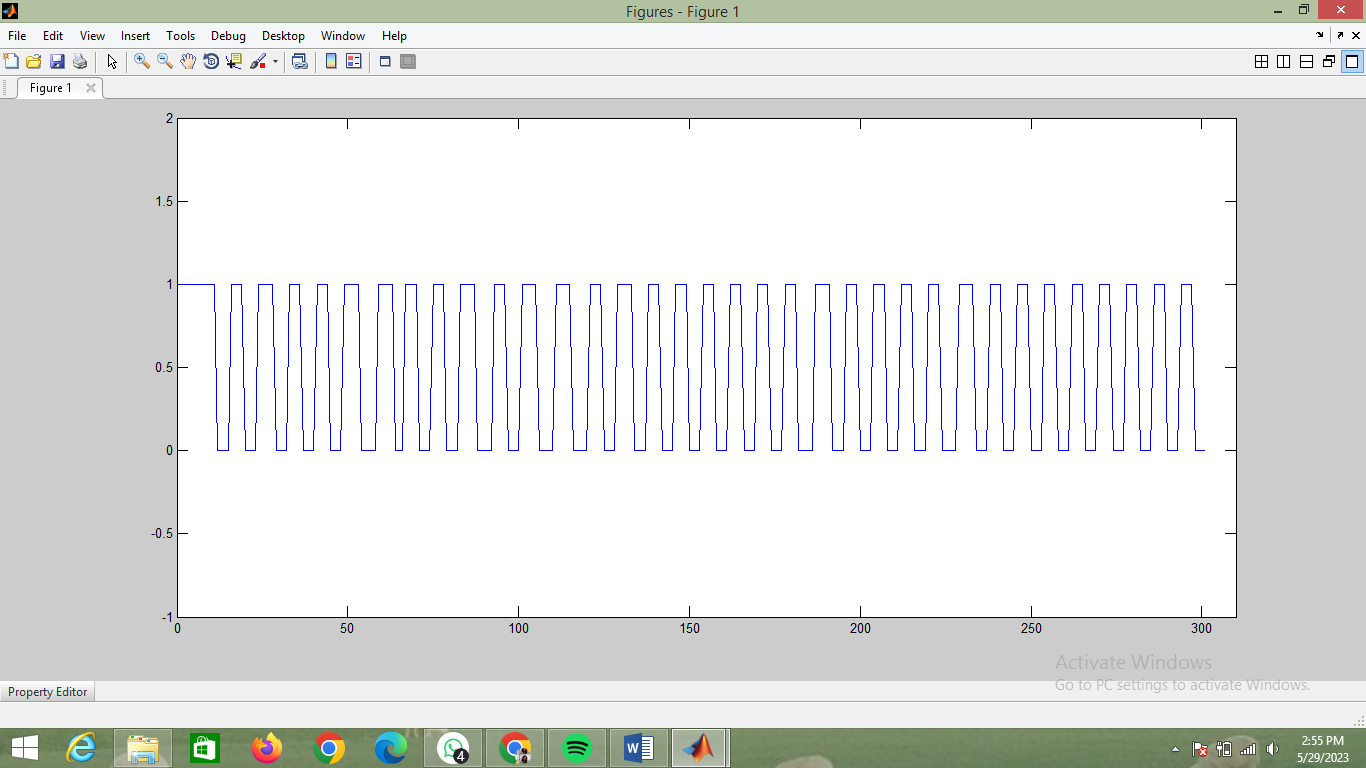 Figures - Figure 1
File Edit View Insert Tools Debug Desktop Window Help
Figure 1
2
1.5
1
0.5
0
-0.5
-1
0 50 100 150 200 250 300
Activate Windows
Go to PC settings to activate Windows.
Property Editor
4
2:55 PM
5/29/2023